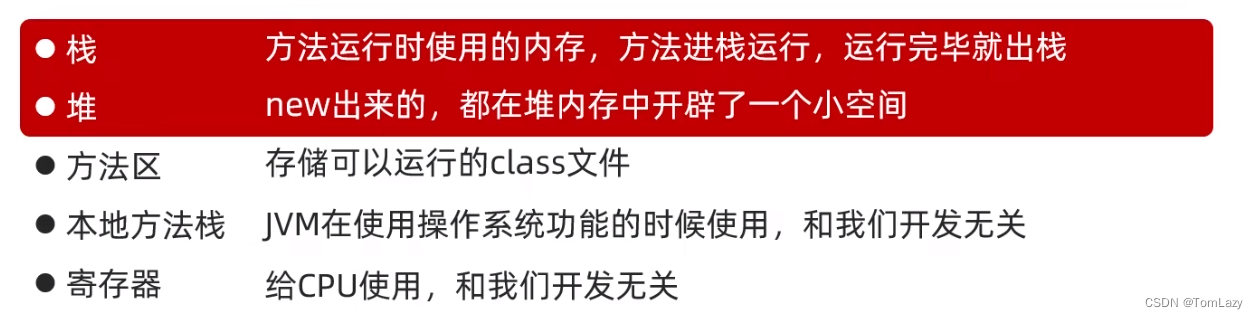 ● 栈 方法运行时使用的内存，方法进栈运行，运行完毕就出栈
● 堆 new出来的，都在堆内存中开辟了一个小空间
● 方法区 存储可以运行的class文件
● 本地方法栈 JVM在使用操作系统功能的时候使用，和我们开发无关
● 寄存器 给CPU使用，和我们开发无关
CSDN @TomLazy